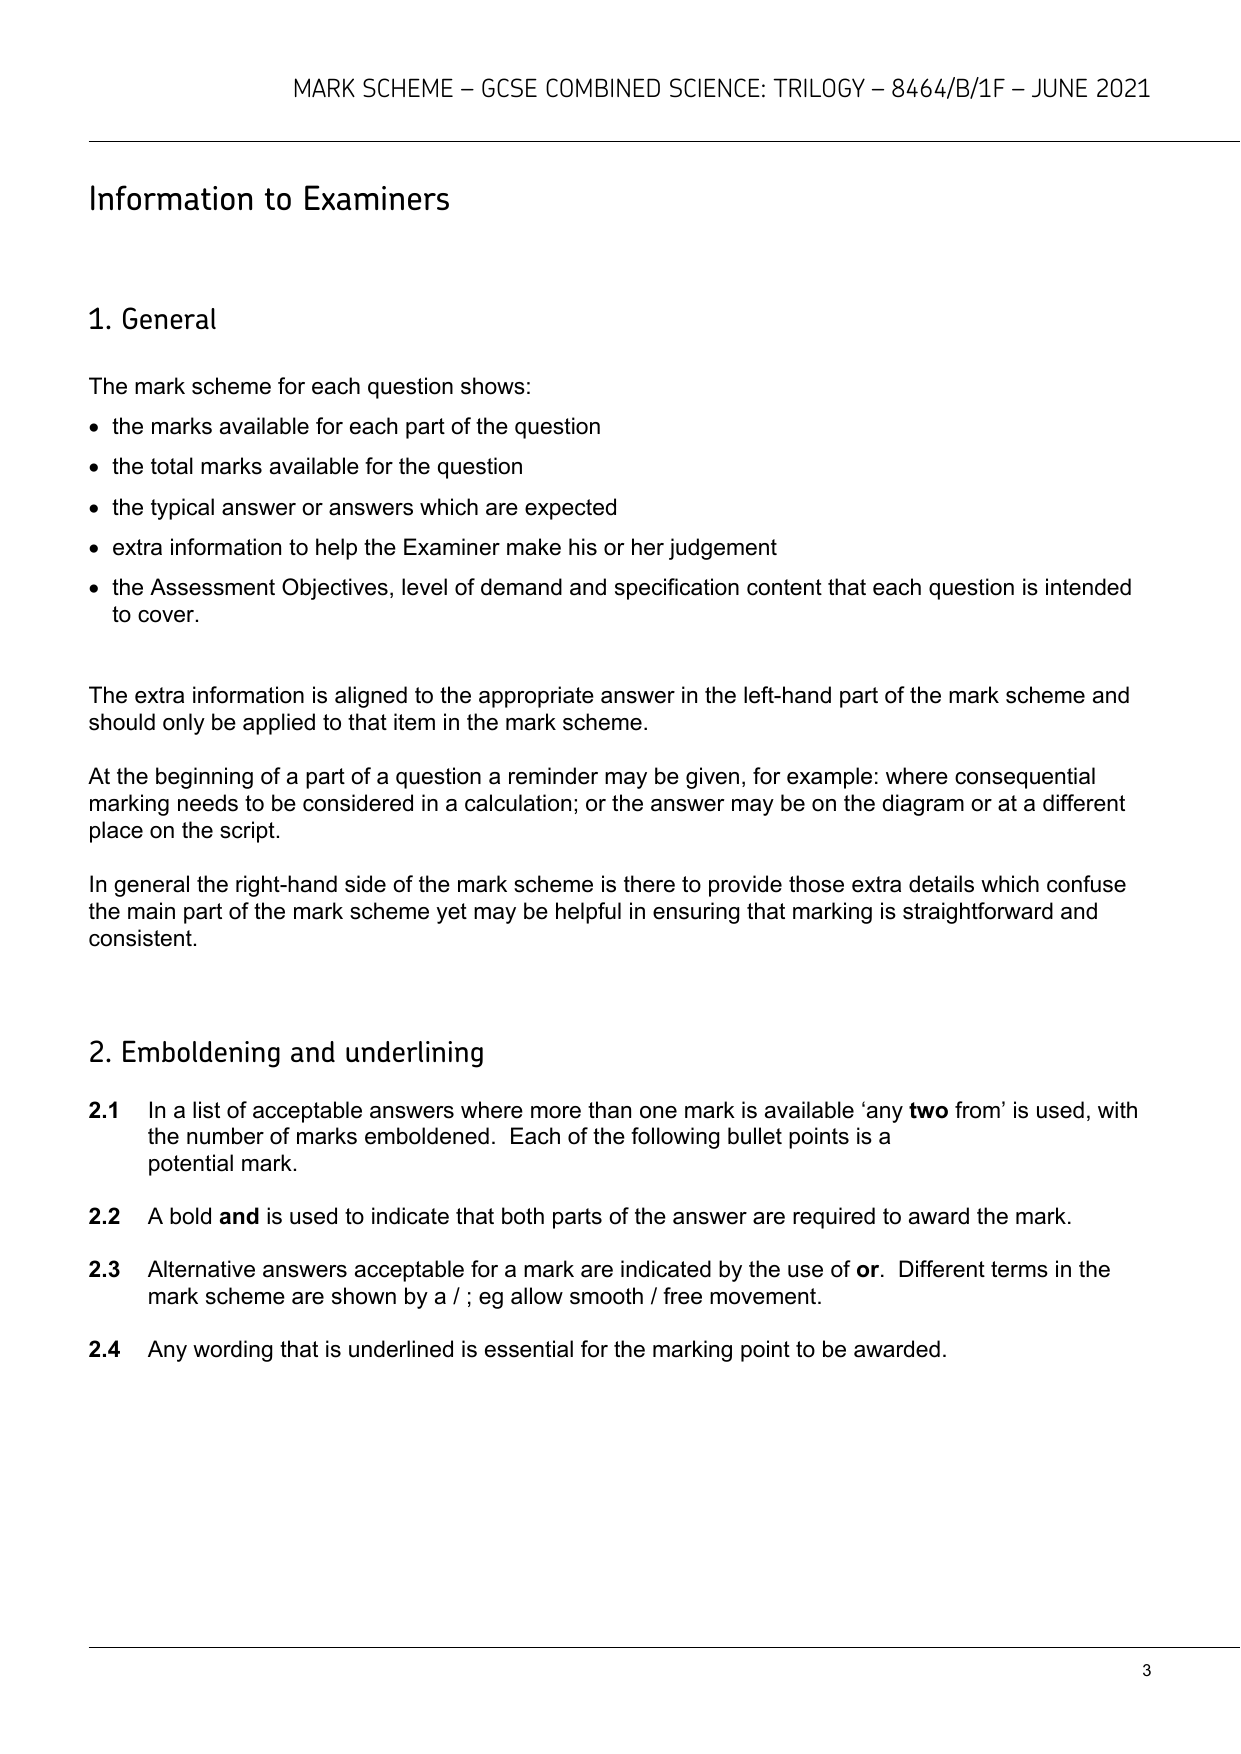 MARK SCHEME – GCSE COMBINED SCIENCE: TRILOGY – 8464/B/1F – JUNE 2021
Information to Examiners
1. General
The mark scheme for each question shows:
• the marks available for each part of the question
• the total marks available for the question
• the typical answer or answers which are expected
• extra information to help the Examiner make his or her judgement
• the Assessment Objectives, level of demand and specification content that each question is intended
to cover.
The extra information is aligned to the appropriate answer in the left-hand part of the mark scheme and
should only be applied to that item in the mark scheme.
At the beginning of a part of a question a reminder may be given, for example: where consequential
marking needs to be considered in a calculation; or the answer may be on the diagram or at a different
place on the script.
In general the right-hand side of the mark scheme is there to provide those extra details which confuse
the main part of the mark scheme yet may be helpful in ensuring that marking is straightforward and
consistent.
2. Emboldening and underlining
2.1 In a list of acceptable answers where more than one mark is available ‘any two from’ is used, with
the number of marks emboldened.  Each of the following bullet points is a
potential mark.
2.2 A bold and is used to indicate that both parts of the answer are required to award the mark.
2.3 Alternative answers acceptable for a mark are indicated by the use of or.  Different terms in the
mark scheme are shown by a / ; eg allow smooth / free movement.
2.4 Any wording that is underlined is essential for the marking point to be awarded.
3